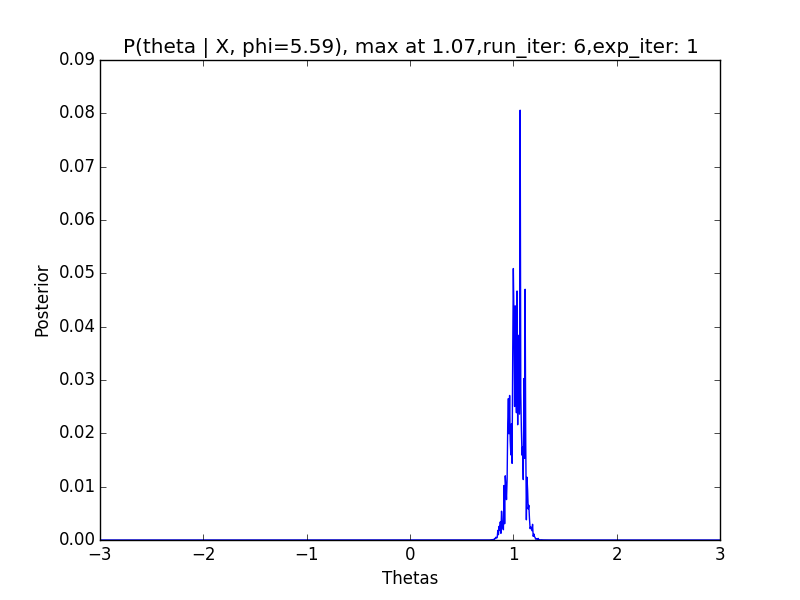 P(theta | X, phi=5.59), max at 1.07,run_iter: 6,exp_iter: 1
0.09
0.08
0.07
0.06
0.05
0.04
0.03
0.02
0.01
0.00
Posterior
−3 −2 −1 0 1 2 3
Thetas